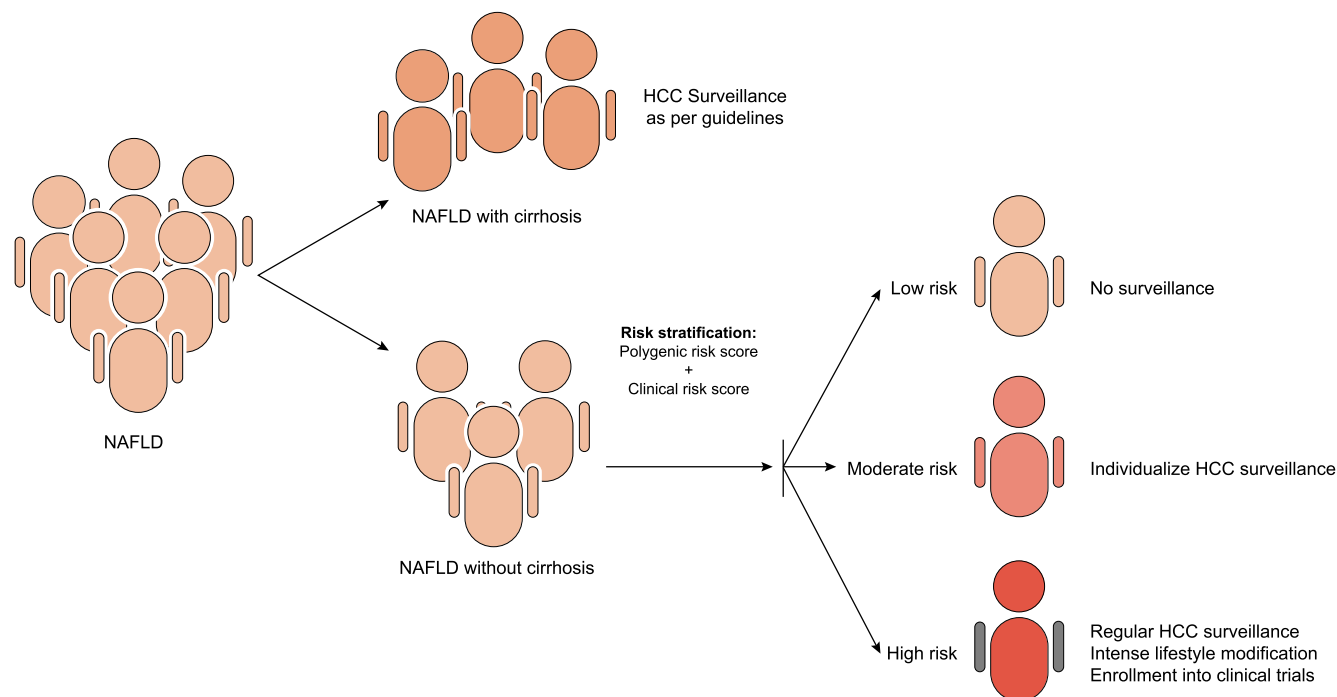 HCC Surveillance
as per guidelines
NAFLD with cirrhosis
NAFLD
Risk stratification:
Polygenic risk score
+
Clinical risk score
NAFLD without cirrhosis
Low risk
No surveillance
Moderate risk
Individualize HCC surveillance
High risk
Regular HCC surveillance
Intense lifestyle modification
Enrollment into clinical trials